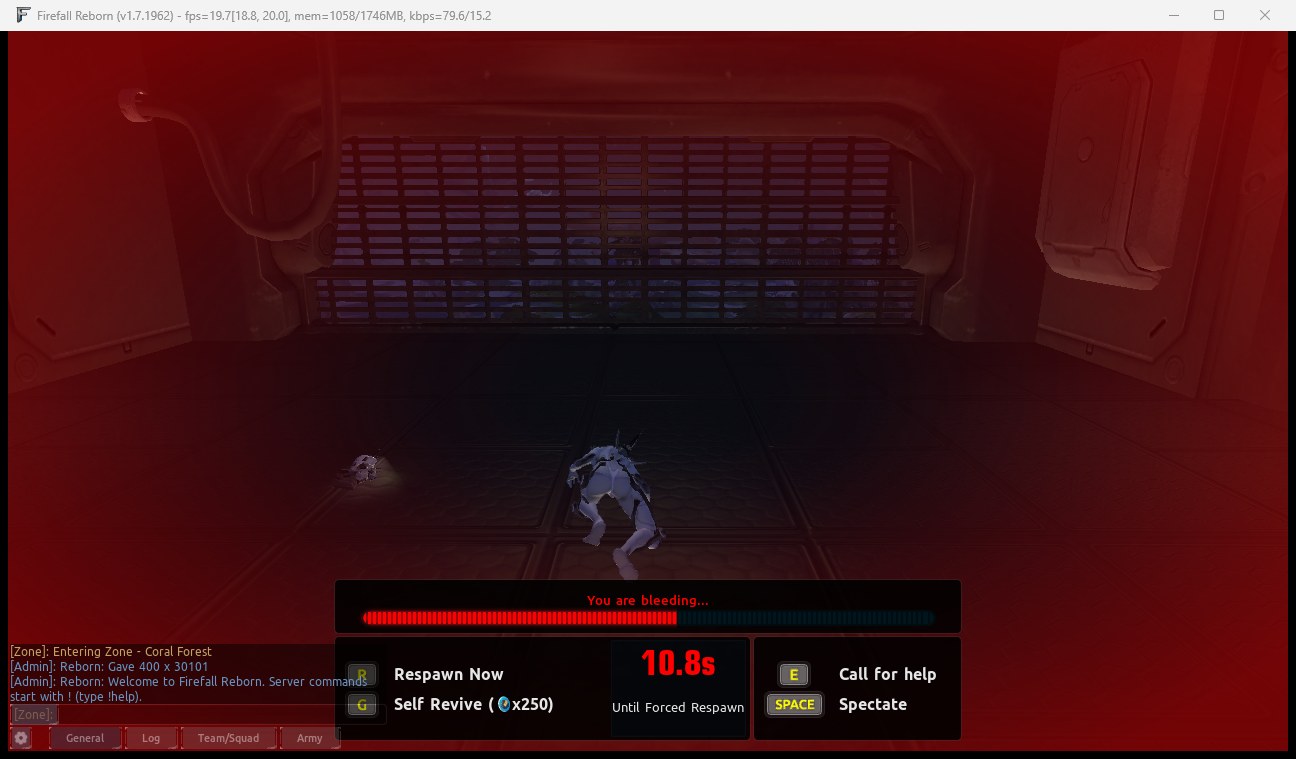 Firefall Reborn (v1.7.1962) - fps=19.7[18.8, 20.0], mem=1058/1746MB, kbps=79.6/15.2
You are bleeding...
R Respawn Now
G Self Revive ( x250)
10.8s
Until Forced Respawn
E Call for help
SPACE Spectate
[Zone]: Entering Zone - Coral Forest
[Admin]: Reborn: Gave 400 x 30101
[Admin]: Reborn: Welcome to Firefall Reborn. Server commands
start with ! (type !help).
[Zone]:
General Log Team/Squad Army